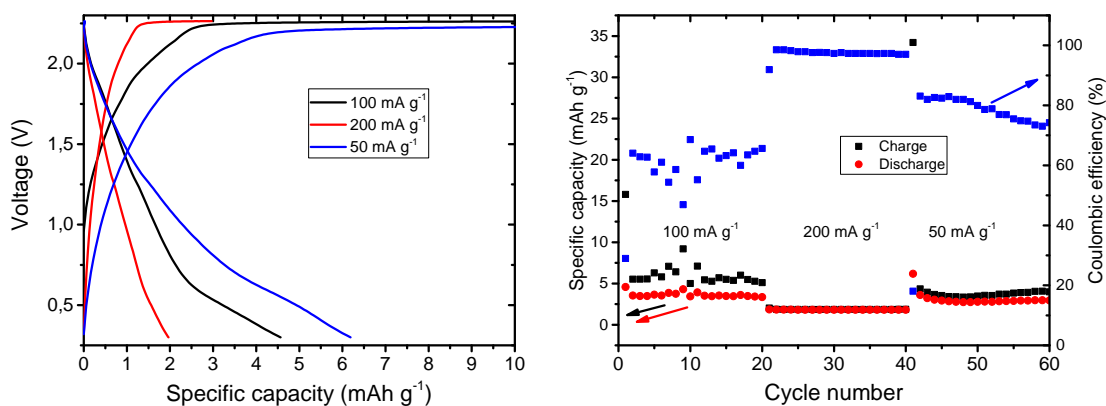 2,0
1,5
1,0
0,5
0 1 2 3 4 5 6 7 8 9 10
Voltage (V)
Specific capacity (mAh g⁻¹)
100 mA g⁻¹
200 mA g⁻¹
50 mA g⁻¹
35
30
25
20
15
10
5
0
0 10 20 30 40 50 60
Specific capacity (mAh g⁻¹)
Cycle number
Charge
Discharge
100 mA g⁻¹
200 mA g⁻¹
50 mA g⁻¹
100
80
60
40
20
0
Coulombic efficiency (%)